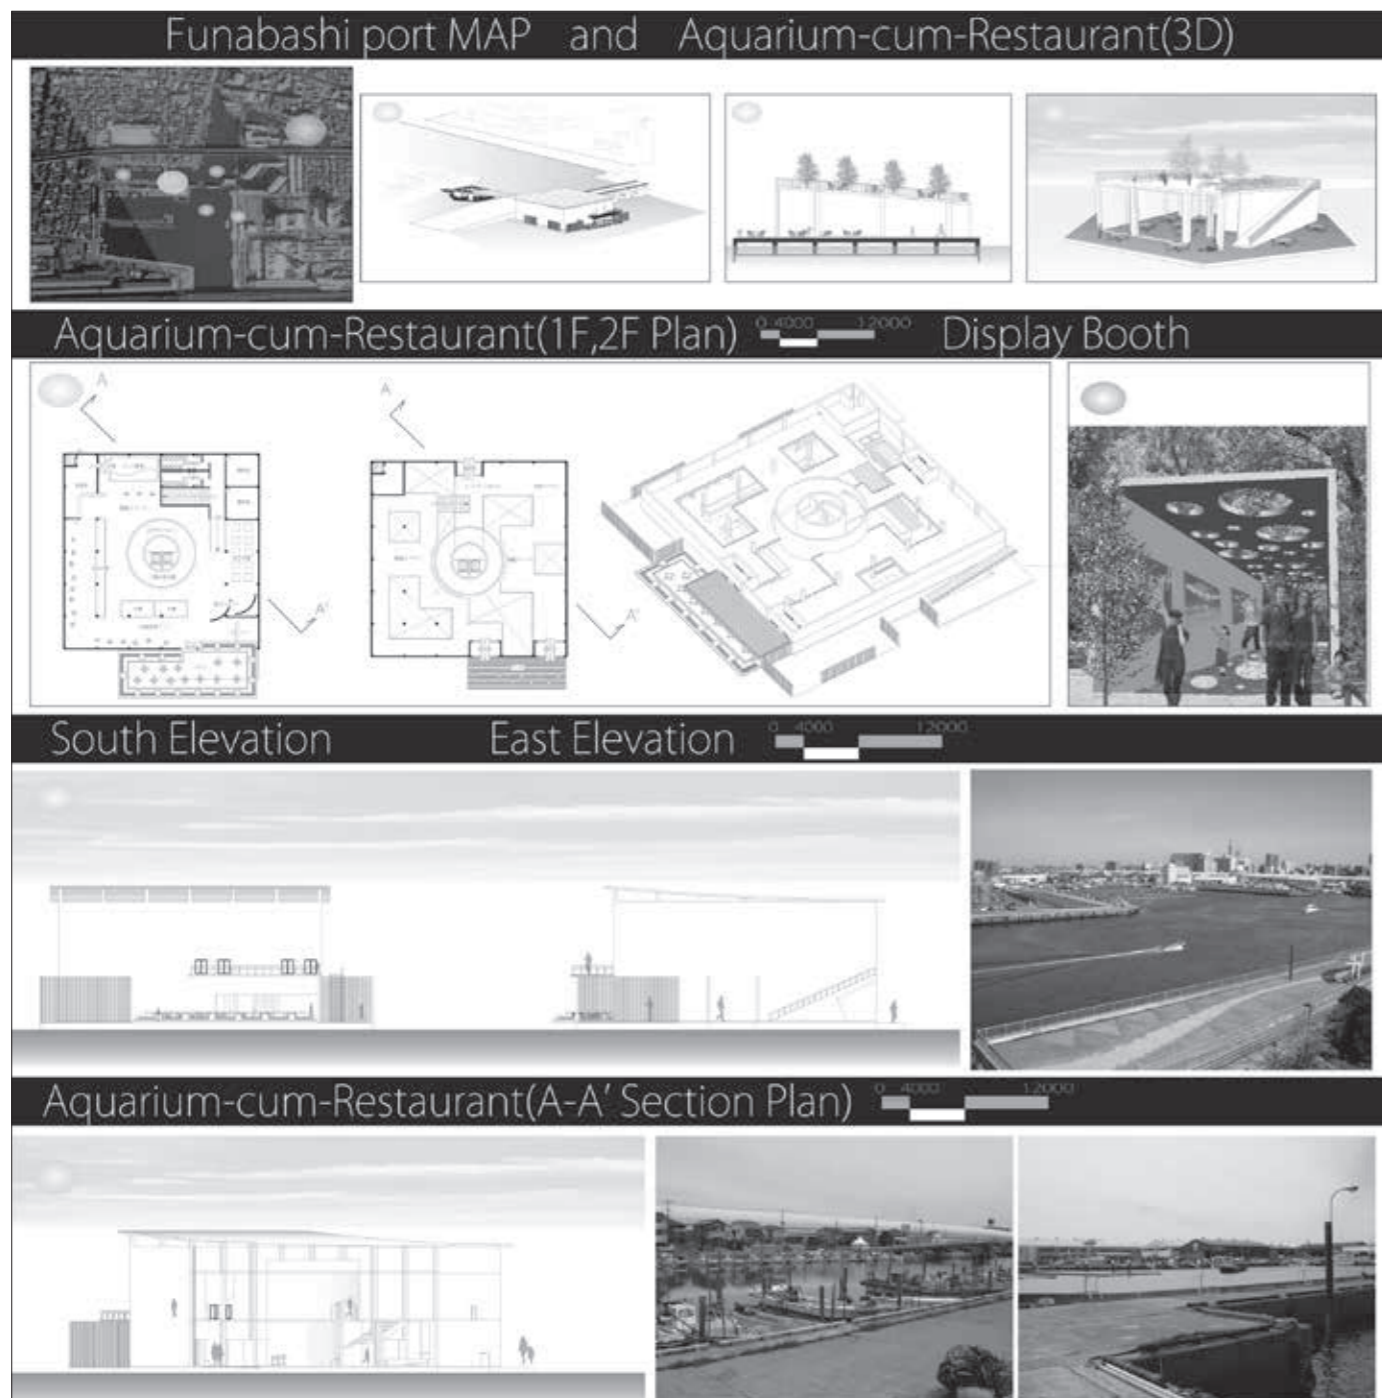 Funabashi port MAP and Aquarium-cum-Restaurant(3D)
Aquarium-cum-Restaurant(1F,2F Plan) 0 4000 12000 Display Booth
A
A
A'
A'
South Elevation East Elevation 0 4000 12000
Aquarium-cum-Restaurant(A-A' Section Plan) 0 4000 12000